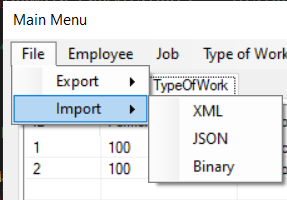 Main Menu
File Employee Job Type of Work
Export TypeOfWork
Import XML
JSON
1 100 Binary
2 100